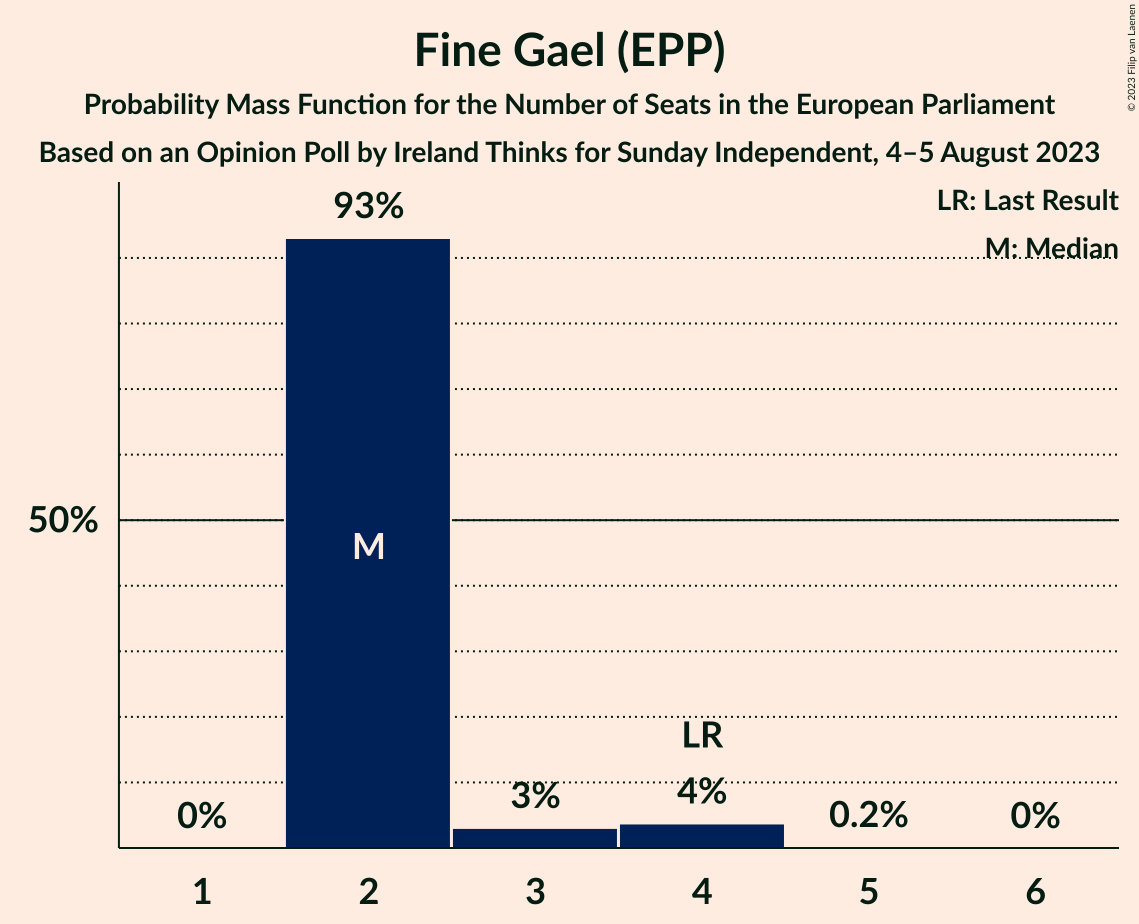 Fine Gael (EPP)
Probability Mass Function for the Number of Seats in the European Parliament
Based on an Opinion Poll by Ireland Thinks for Sunday Independent, 4–5 August 2023
© 2023 Filip van Laenen
LR: Last Result
M: Median
93%
50%
M
LR
0%
3%
4%
0.2%
0%
1
2
3
4
5
6